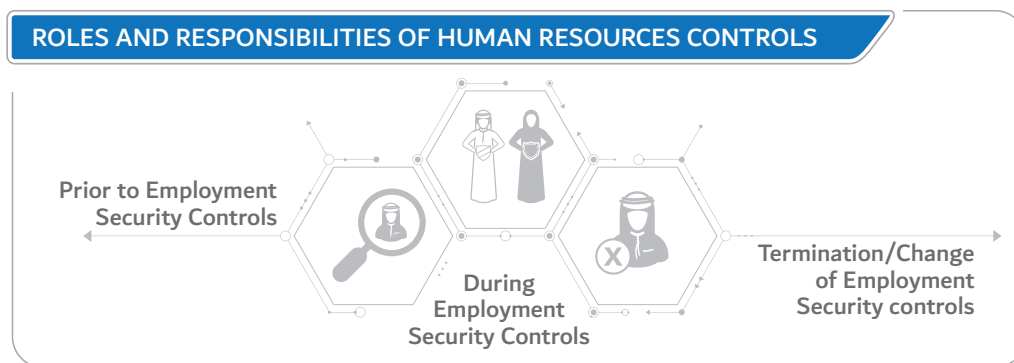 ROLES AND RESPONSIBILITIES OF HUMAN RESOURCES CONTROLS
Prior to Employment
Security Controls
During
Employment
Security Controls
X
Termination/Change
of Employment
Security controls